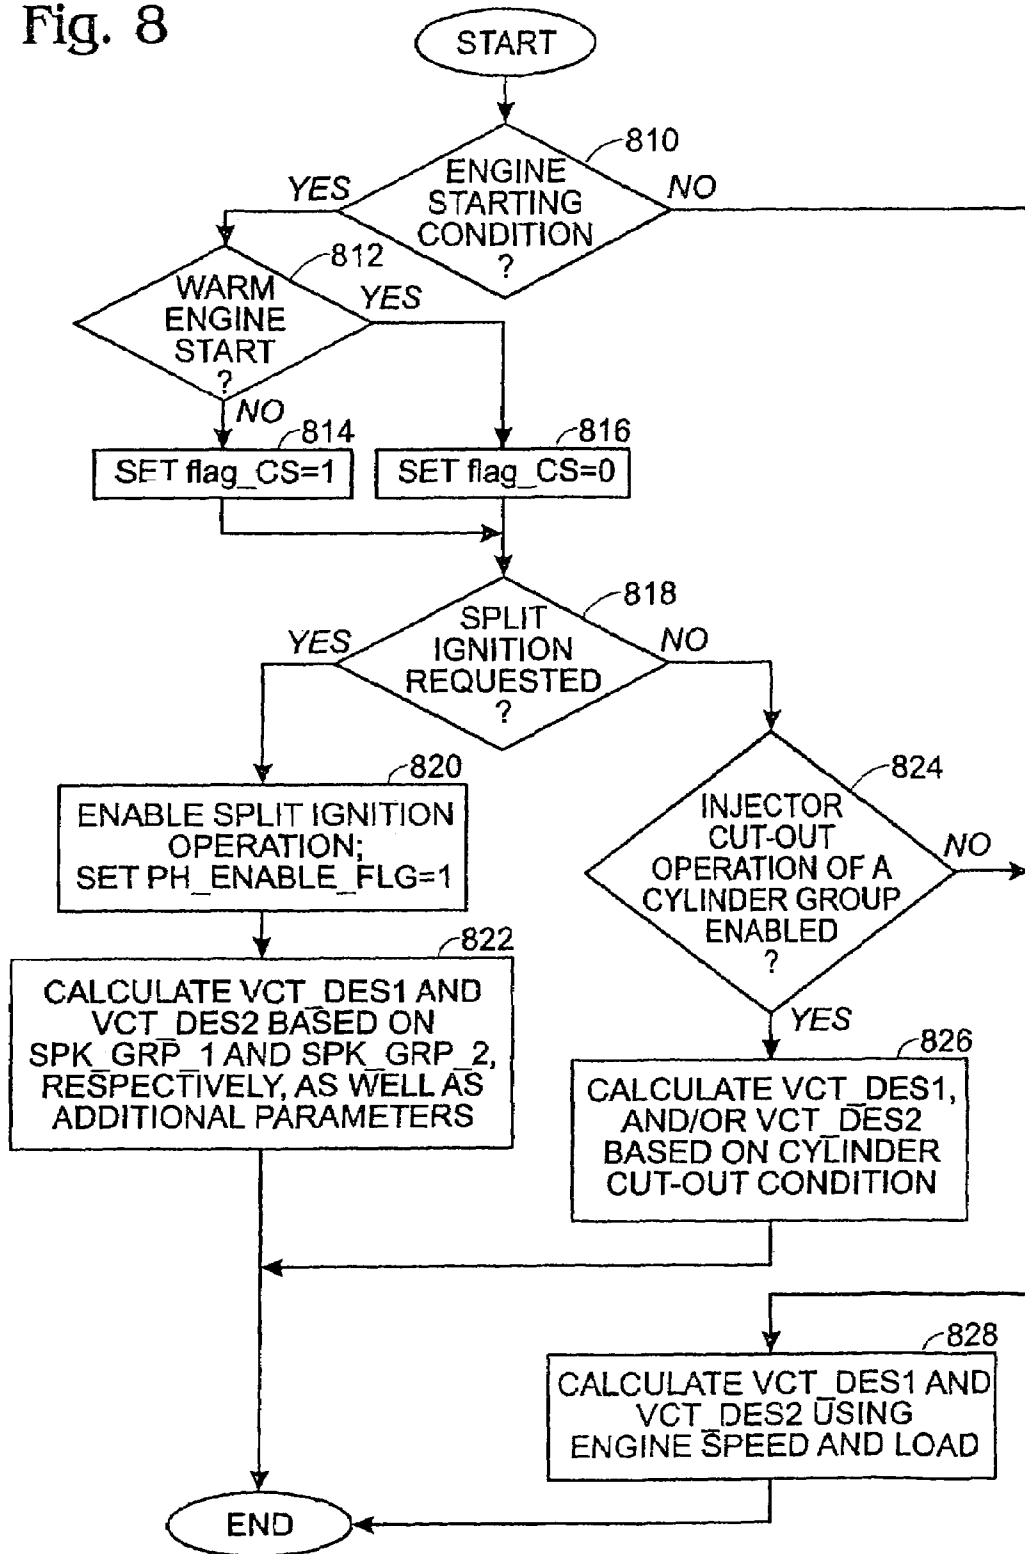 Fig. 8
START
810
ENGINE
STARTING
CONDITION
?
YES
NO
812
WARM
ENGINE
START
?
YES
NO
814
SET flag_CS=1
816
SET flag_CS=0
818
SPLIT
IGNITION
REQUESTED
?
YES
NO
820
ENABLE SPLIT IGNITION
OPERATION;
SET PH_ENABLE_FLG=1
822
CALCULATE VCT_DES1 AND
VCT_DES2 BASED ON
SPK_GRP_1 AND SPK_GRP_2,
RESPECTIVELY, AS WELL AS
ADDITIONAL PARAMETERS
824
INJECTOR
CUT-OUT
OPERATION OF A
CYLINDER GROUP
ENABLED
?
NO
YES
826
CALCULATE VCT_DES1,
AND/OR VCT_DES2
BASED ON CYLINDER
CUT-OUT CONDITION
828
CALCULATE VCT_DES1 AND
VCT_DES2 USING
ENGINE SPEED AND LOAD
END